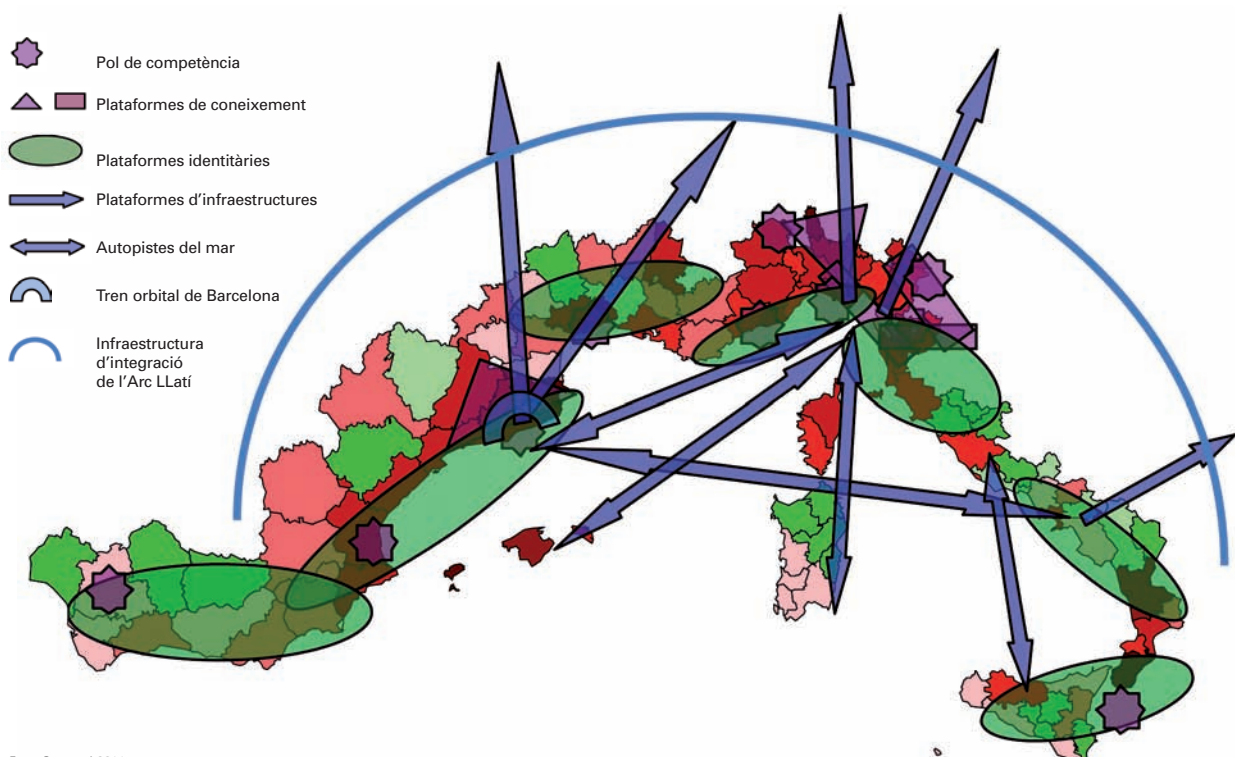 Pol de competència
Plataformes de coneixement
Plataformes identitàries
Plataformes d'infraestructures
Autopistes del mar
Tren orbital de Barcelona
Infraestructura
d'integració
de l'Arc LLatí